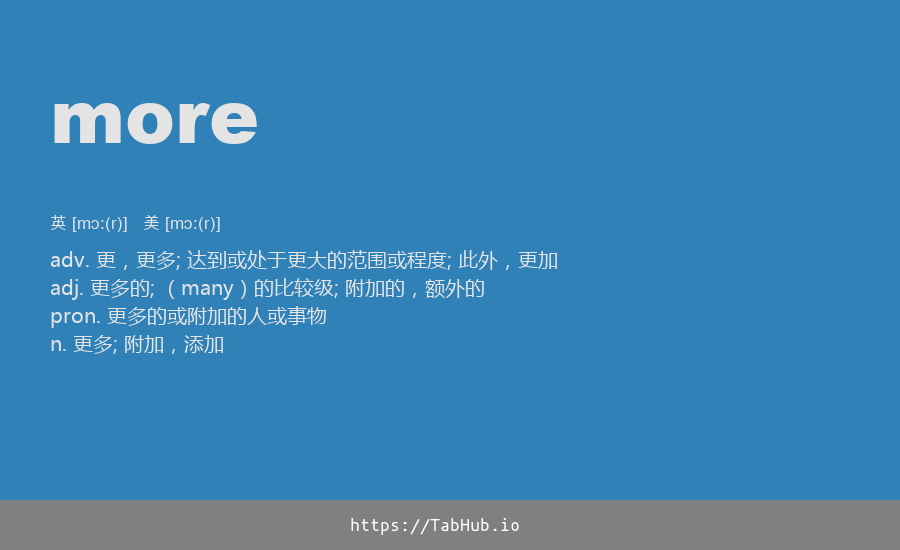 more
英 [mɔ:(r)] 美 [mɔ:(r)]
adv. 更，更多; 达到或处于更大的范围或程度; 此外，更加
adj. 更多的; （many）的比较级; 附加的，额外的
pron. 更多的或附加的人或事物
n. 更多; 附加，添加
https://TabHub.io